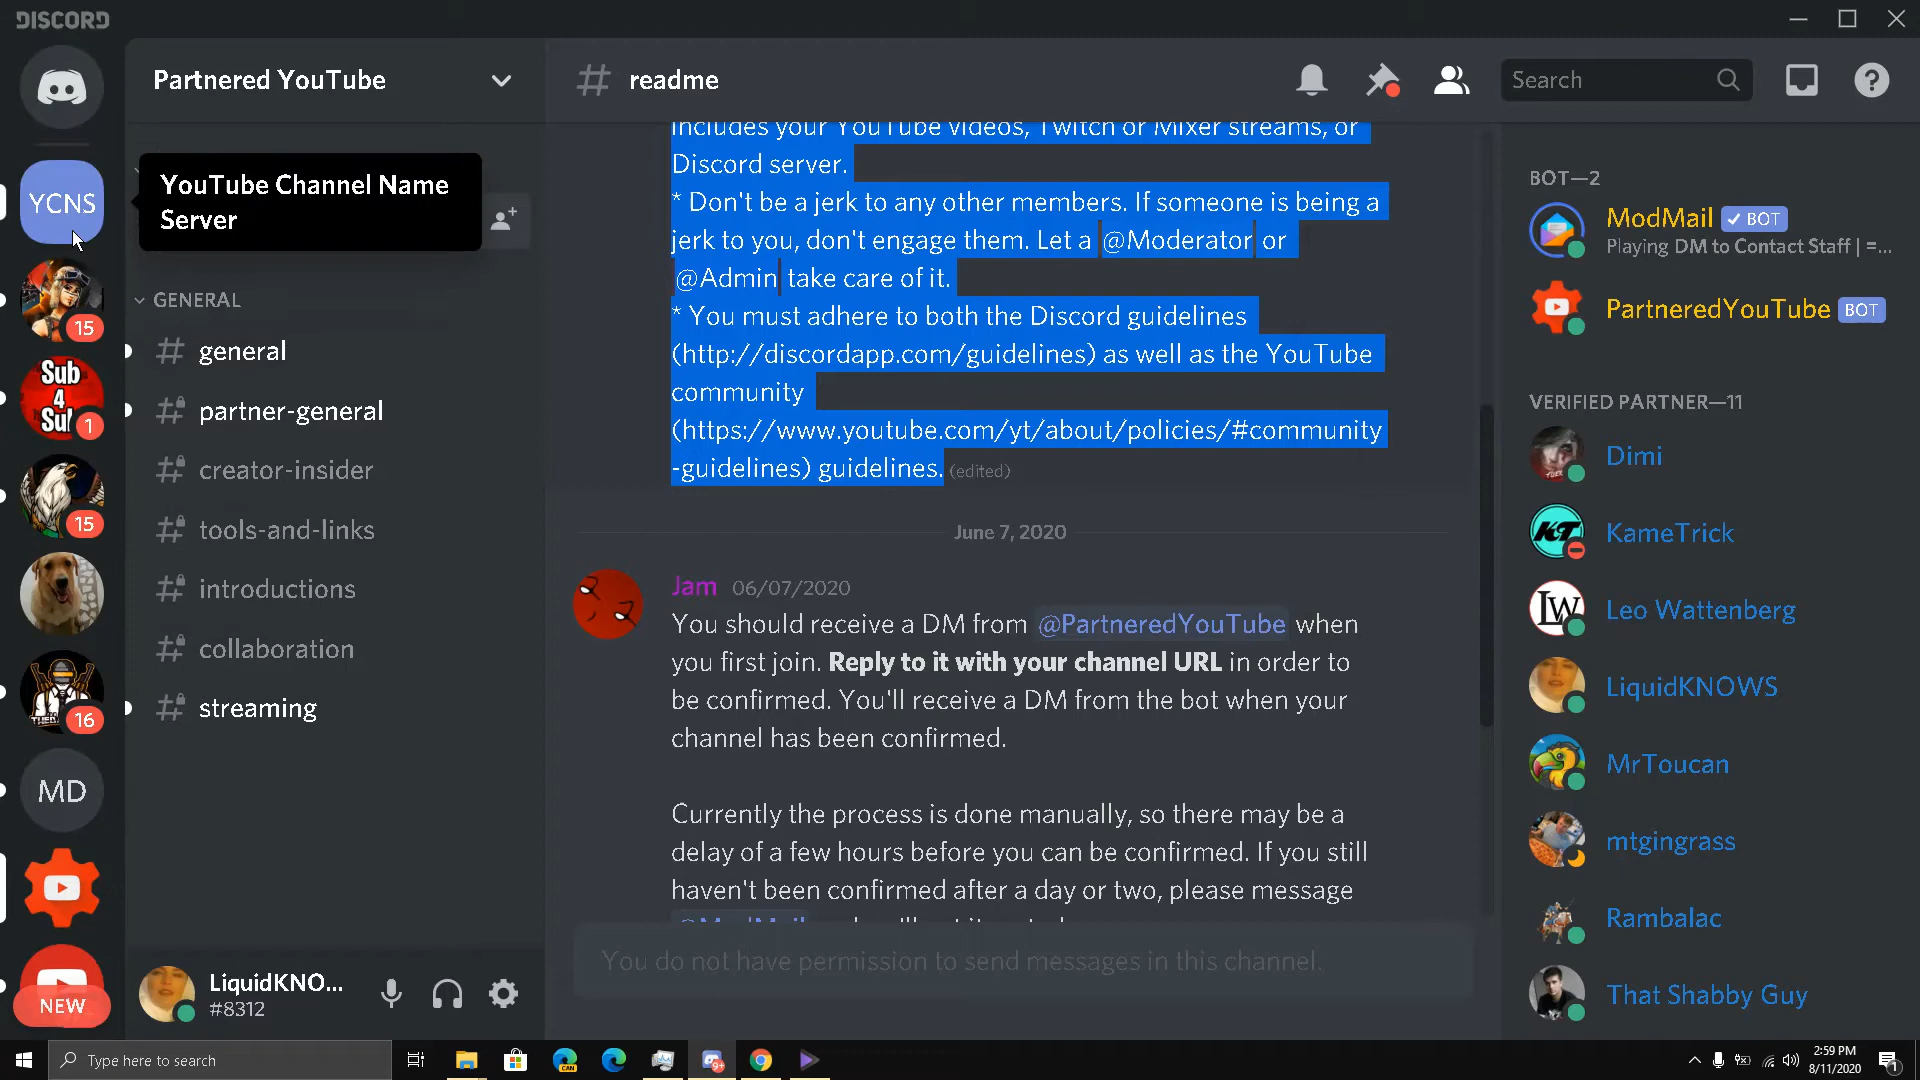 DISCORD
Partnered YouTube
YouTube Channel Name
Server
GENERAL
general
partner-general
creator-insider
tools-and-links
introductions
collaboration
streaming
YCNS
15
Sub
4
Sub
1
15
16
MD
NEW
LiquidKNO...
#8312
readme
Search
includes your YouTube videos, Twitch or Mixer streams, or
Discord server.
* Don't be a jerk to any other members. If someone is being a
jerk to you, don't engage them. Let a @Moderator or
@Admin take care of it.
* You must adhere to both the Discord guidelines
(http://discordapp.com/guidelines) as well as the YouTube
community
(https://www.youtube.com/yt/about/policies/#community
-guidelines) guidelines. (edited)
June 7, 2020
Jam 06/07/2020
You should receive a DM from @PartneredYouTube when
you first join. Reply to it with your channel URL in order to
be confirmed. You'll receive a DM from the bot when your
channel has been confirmed.
Currently the process is done manually, so there may be a
delay of a few hours before you can be confirmed. If you still
haven't been confirmed after a day or two, please message
@ModMail
You do not have permission to send messages in this channel.
BOT—2
ModMail ✓ BOT
Playing DM to Contact Staff | =...
PartneredYouTube BOT
VERIFIED PARTNER—11
Dimi
KT
KameTrick
LW
Leo Wattenberg
LiquidKNOWS
MrToucan
mtgingrass
Rambalac
That Shabby Guy
Type here to search
CAN
9+
2:59 PM
8/11/2020
1